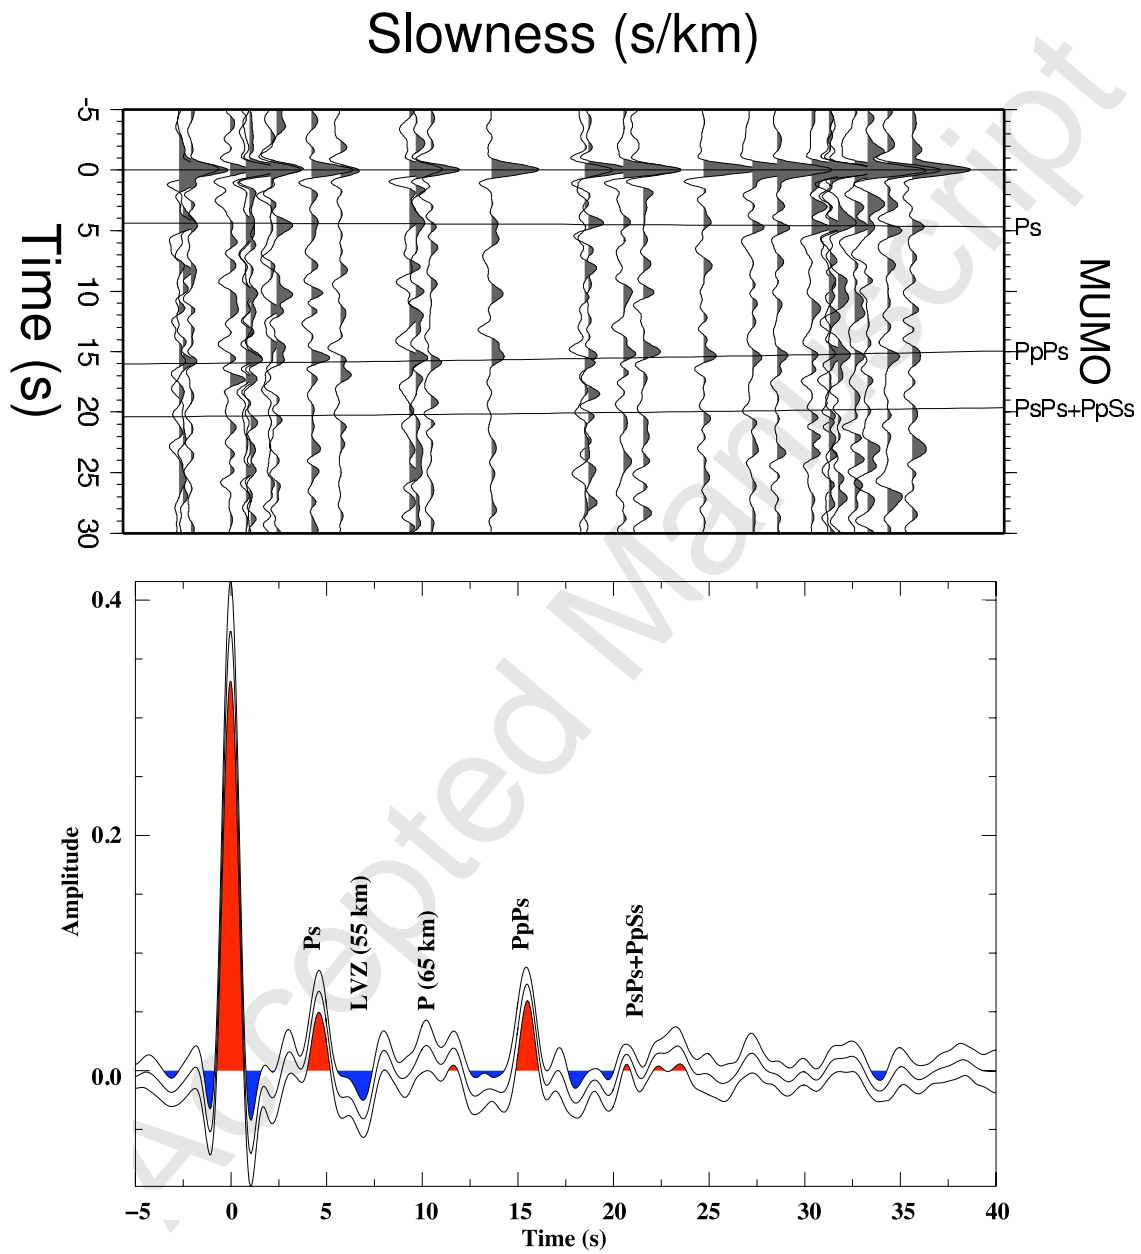 Slowness (s/km)
-5
0
5
10
15
20
25
30
Time (s)
Ps
PpPs
PsPs+PpSs
MUMO
0.4
0.2
0.0
Amplitude
Ps
LVZ (55 km)
P (65 km)
PpPs
PsPs+PpSs
−5 0 5 10 15 20 25 30 35 40
Time (s)
Accepted Manuscript